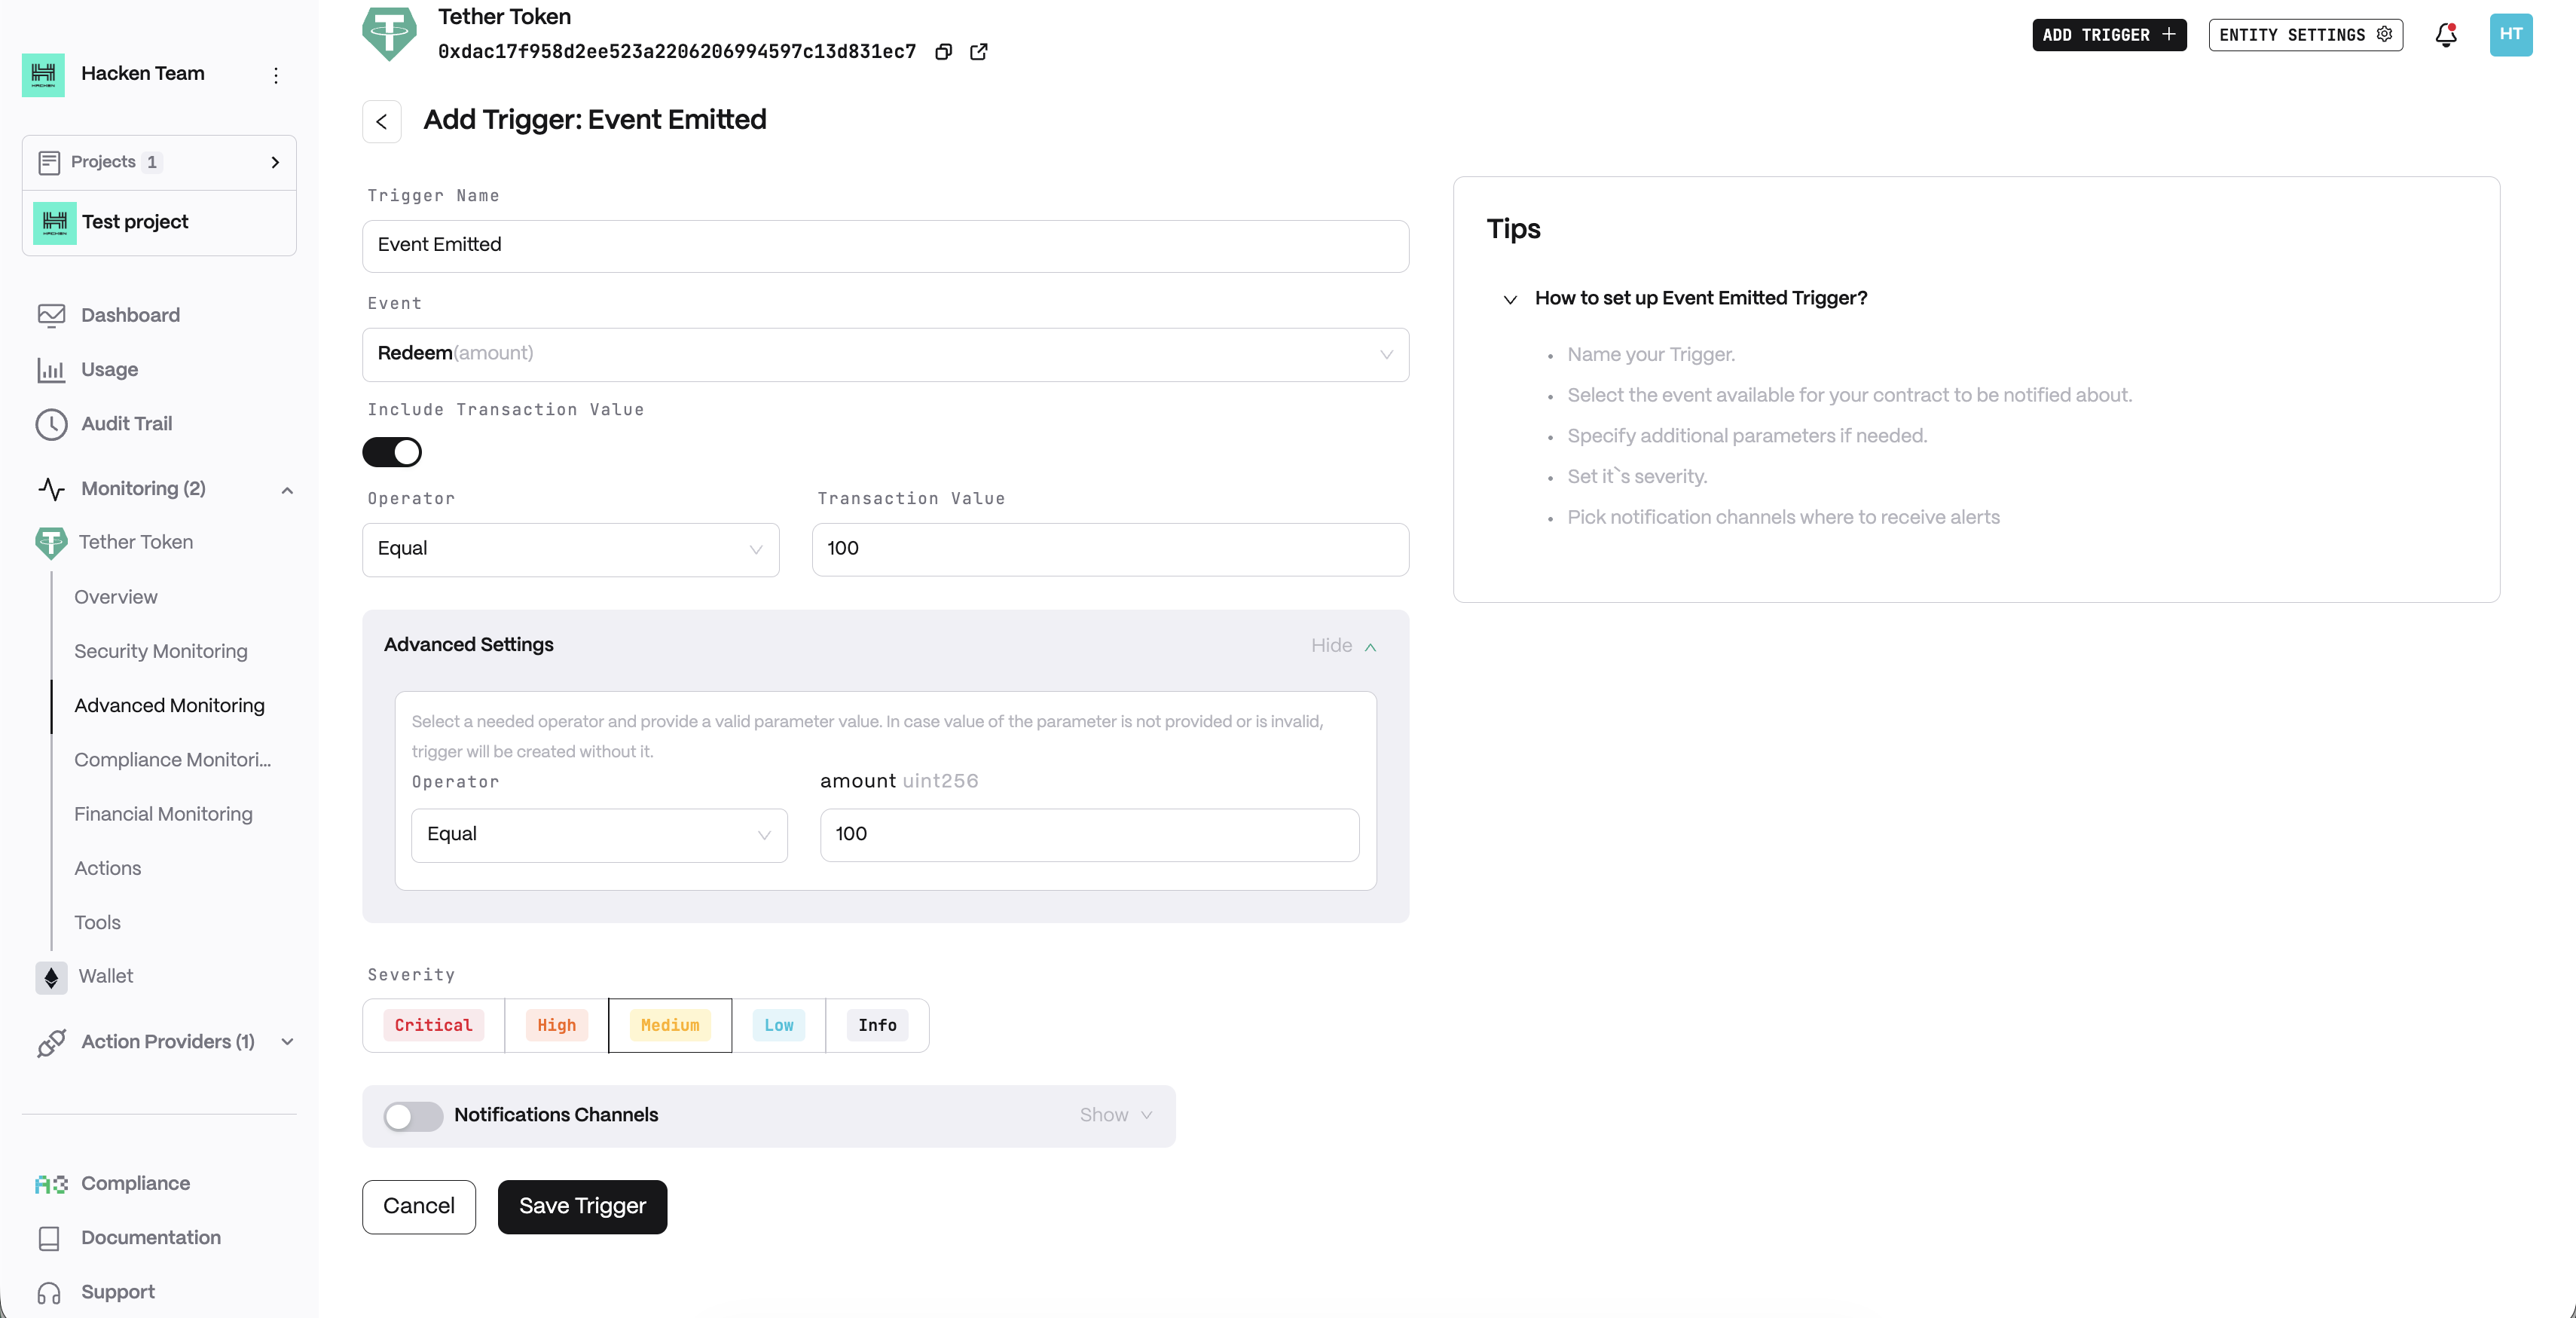 Hacken Team
Projects 1
Test project
Dashboard
Usage
Audit Trail
Monitoring (2)
Tether Token
Overview
Security Monitoring
Advanced Monitoring
Compliance Monitori...
Financial Monitoring
Actions
Tools
Wallet
Action Providers (1)
Compliance
Documentation
Support
Tether Token
0xdac17f958d2ee523a2206206994597c13d831ec7
ADD TRIGGER
ENTITY SETTINGS
HT
Add Trigger: Event Emitted
Trigger Name
Event Emitted
Event
Redeem(amount)
Include Transaction Value
Operator
Transaction Value
Equal
100
Advanced Settings
Hide
Select a needed operator and provide a valid parameter value. In case value of the parameter is not provided or is invalid,
trigger will be created without it.
Operator
amount uint256
Equal
100
Severity
Critical
High
Medium
Low
Info
Notifications Channels
Show
Cancel
Save Trigger
Tips
How to set up Event Emitted Trigger?
• Name your Trigger.
• Select the event available for your contract to be notified about.
• Specify additional parameters if needed.
• Set it`s severity.
• Pick notification channels where to receive alerts